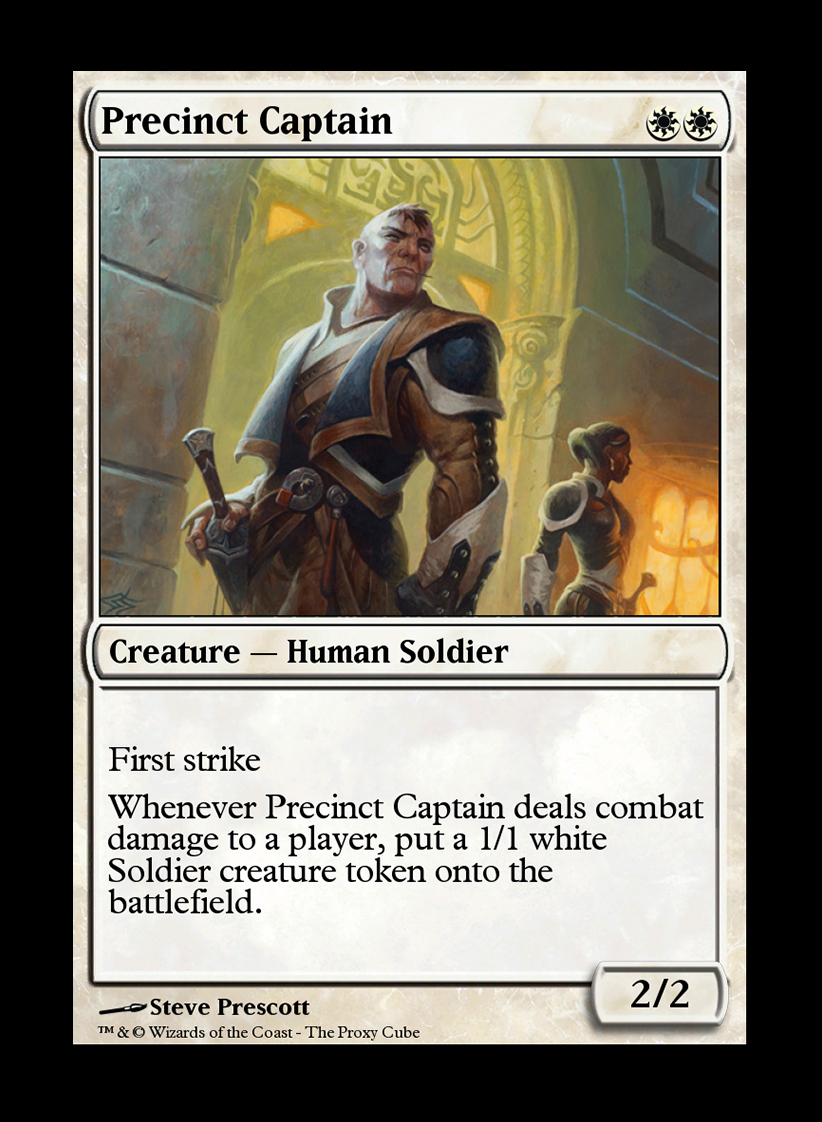 Precinct Captain
Creature — Human Soldier
First strike
Whenever Precinct Captain deals combat
damage to a player, put a 1/1 white
Soldier creature token onto the
battlefield.
2/2
Steve Prescott
™ & © Wizards of the Coast - The Proxy Cube